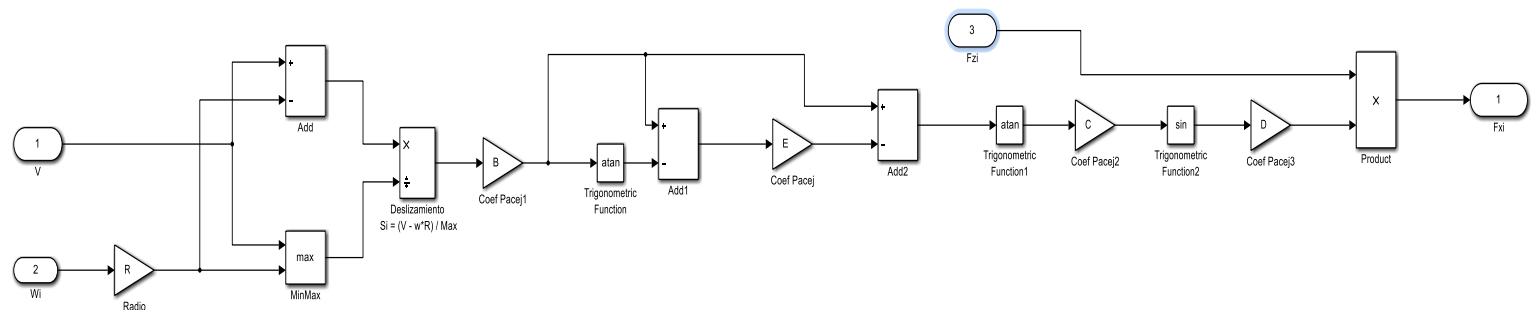 3
Fzi
+
-
Add
1
V
X
÷
Deslizamiento
Si = (V - w*R) / Max
B
Coef Pacej1
atan
Trigonometric
Function
+
-
Add1
E
Coef Pacej
+
-
Add2
atan
Trigonometric
Function1
C
Coef Pacej2
sin
Trigonometric
Function2
D
Coef Pacej3
X
Product
1
Fxi
2
Wi
R
Radio
max
MinMax